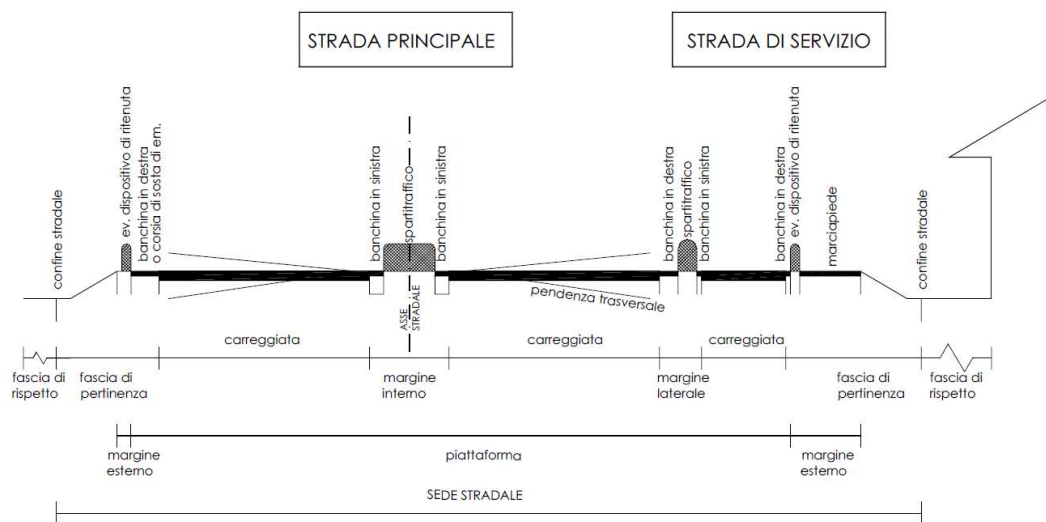 STRADA PRINCIPALE
STRADA DI SERVIZIO
confine stradale
ev. dispositivo di ritenuta
banchina in destra
o corsia di sosta di em.
banchina in sinistra
spartitraffico
banchina in sinistra
banchina in destra
spartitraffico
banchina in sinistra
banchina in destra
ev. dispositivo di ritenuta
marciapiede
confine stradale
pendenza trasversale
ASSE
STRADALE
carreggiata
carreggiata
carreggiata
fascia di
rispetto
fascia di
pertinenza
margine
interno
margine
laterale
fascia di
pertinenza
fascia di
rispetto
margine
esterno
piattaforma
margine
esterno
SEDE STRADALE